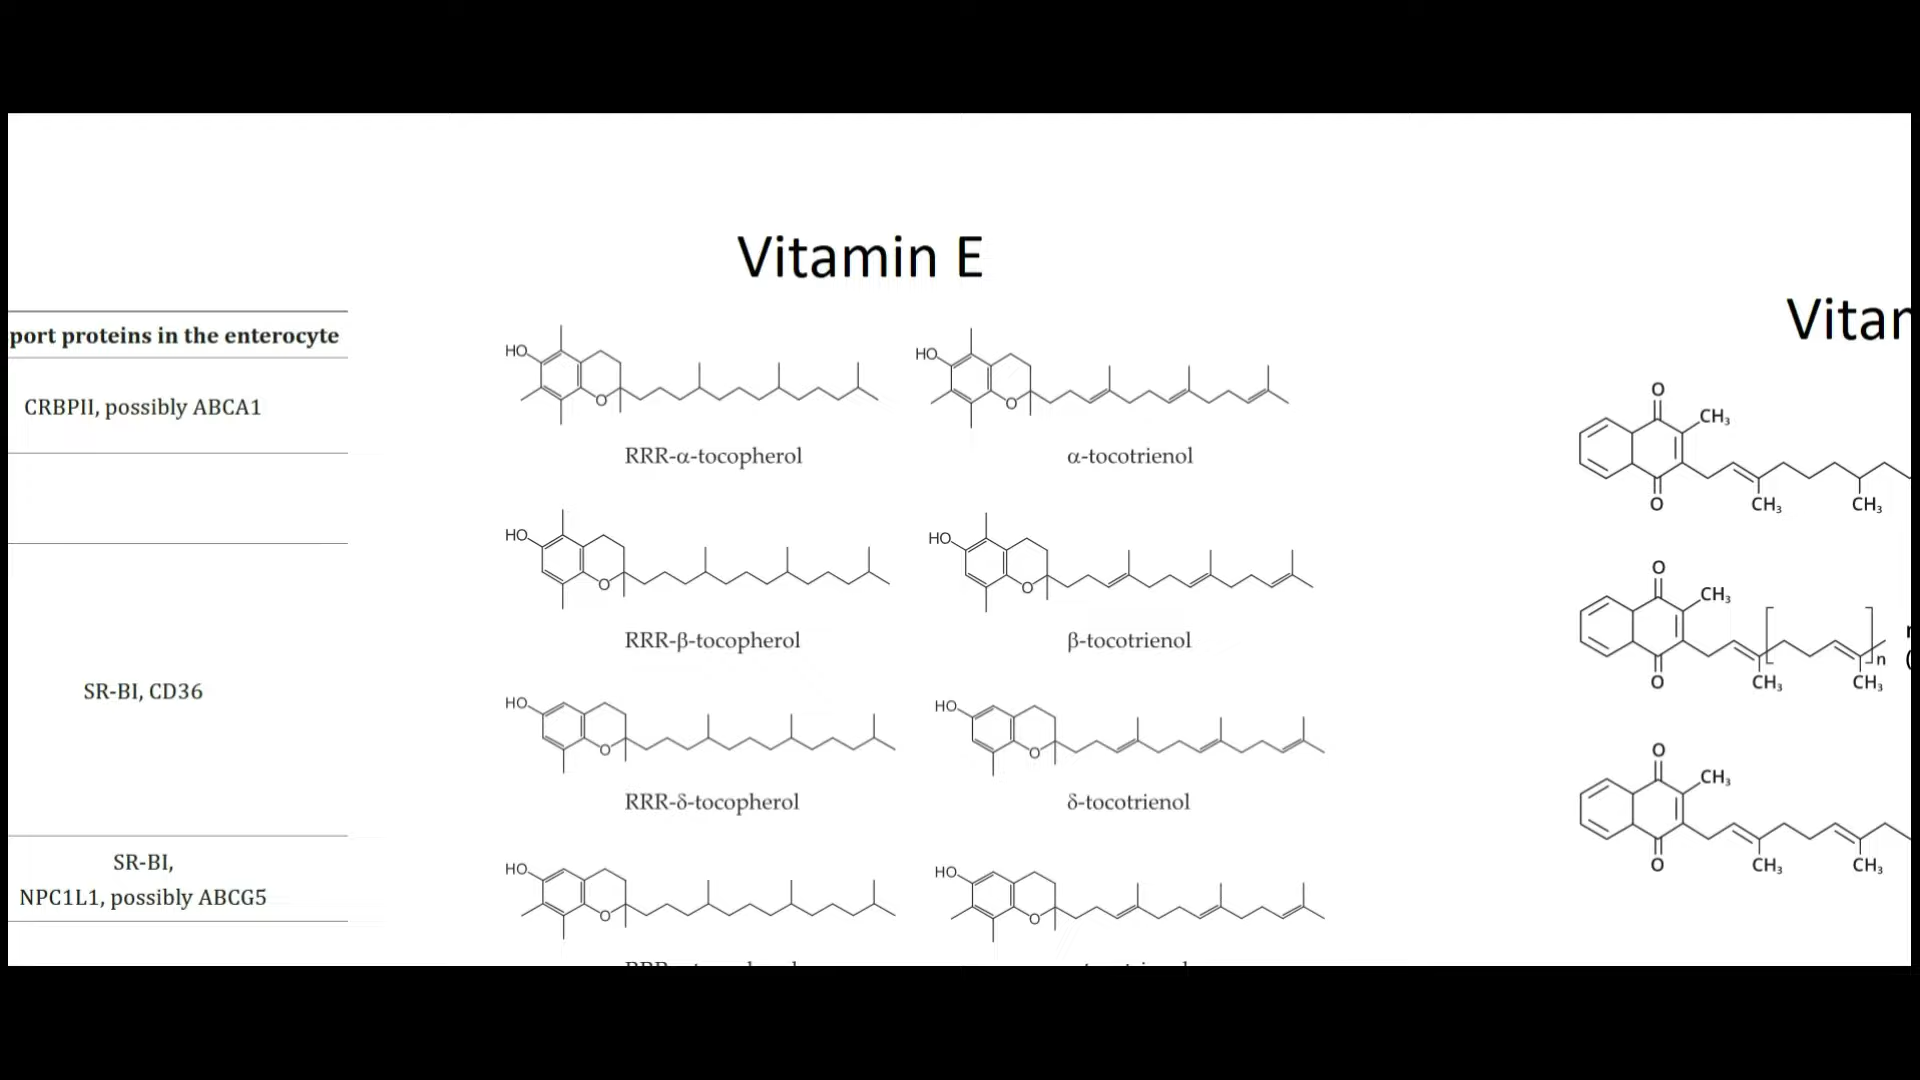 Vitamin E
port proteins in the enterocyte
CRBPII, possibly ABCA1
SR-BI, CD36
SR-BI,
NPC1L1, possibly ABCG5
HO
O
RRR-α-tocopherol
HO
O
α-tocotrienol
HO
O
RRR-β-tocopherol
HO
O
β-tocotrienol
HO
O
RRR-δ-tocopherol
HO
O
δ-tocotrienol
HO
O
HO
O
Vitam
O
CH₃
O
CH₃
CH₃
O
CH₃
n
O
CH₃
CH₃
O
CH₃
O
CH₃
CH₃